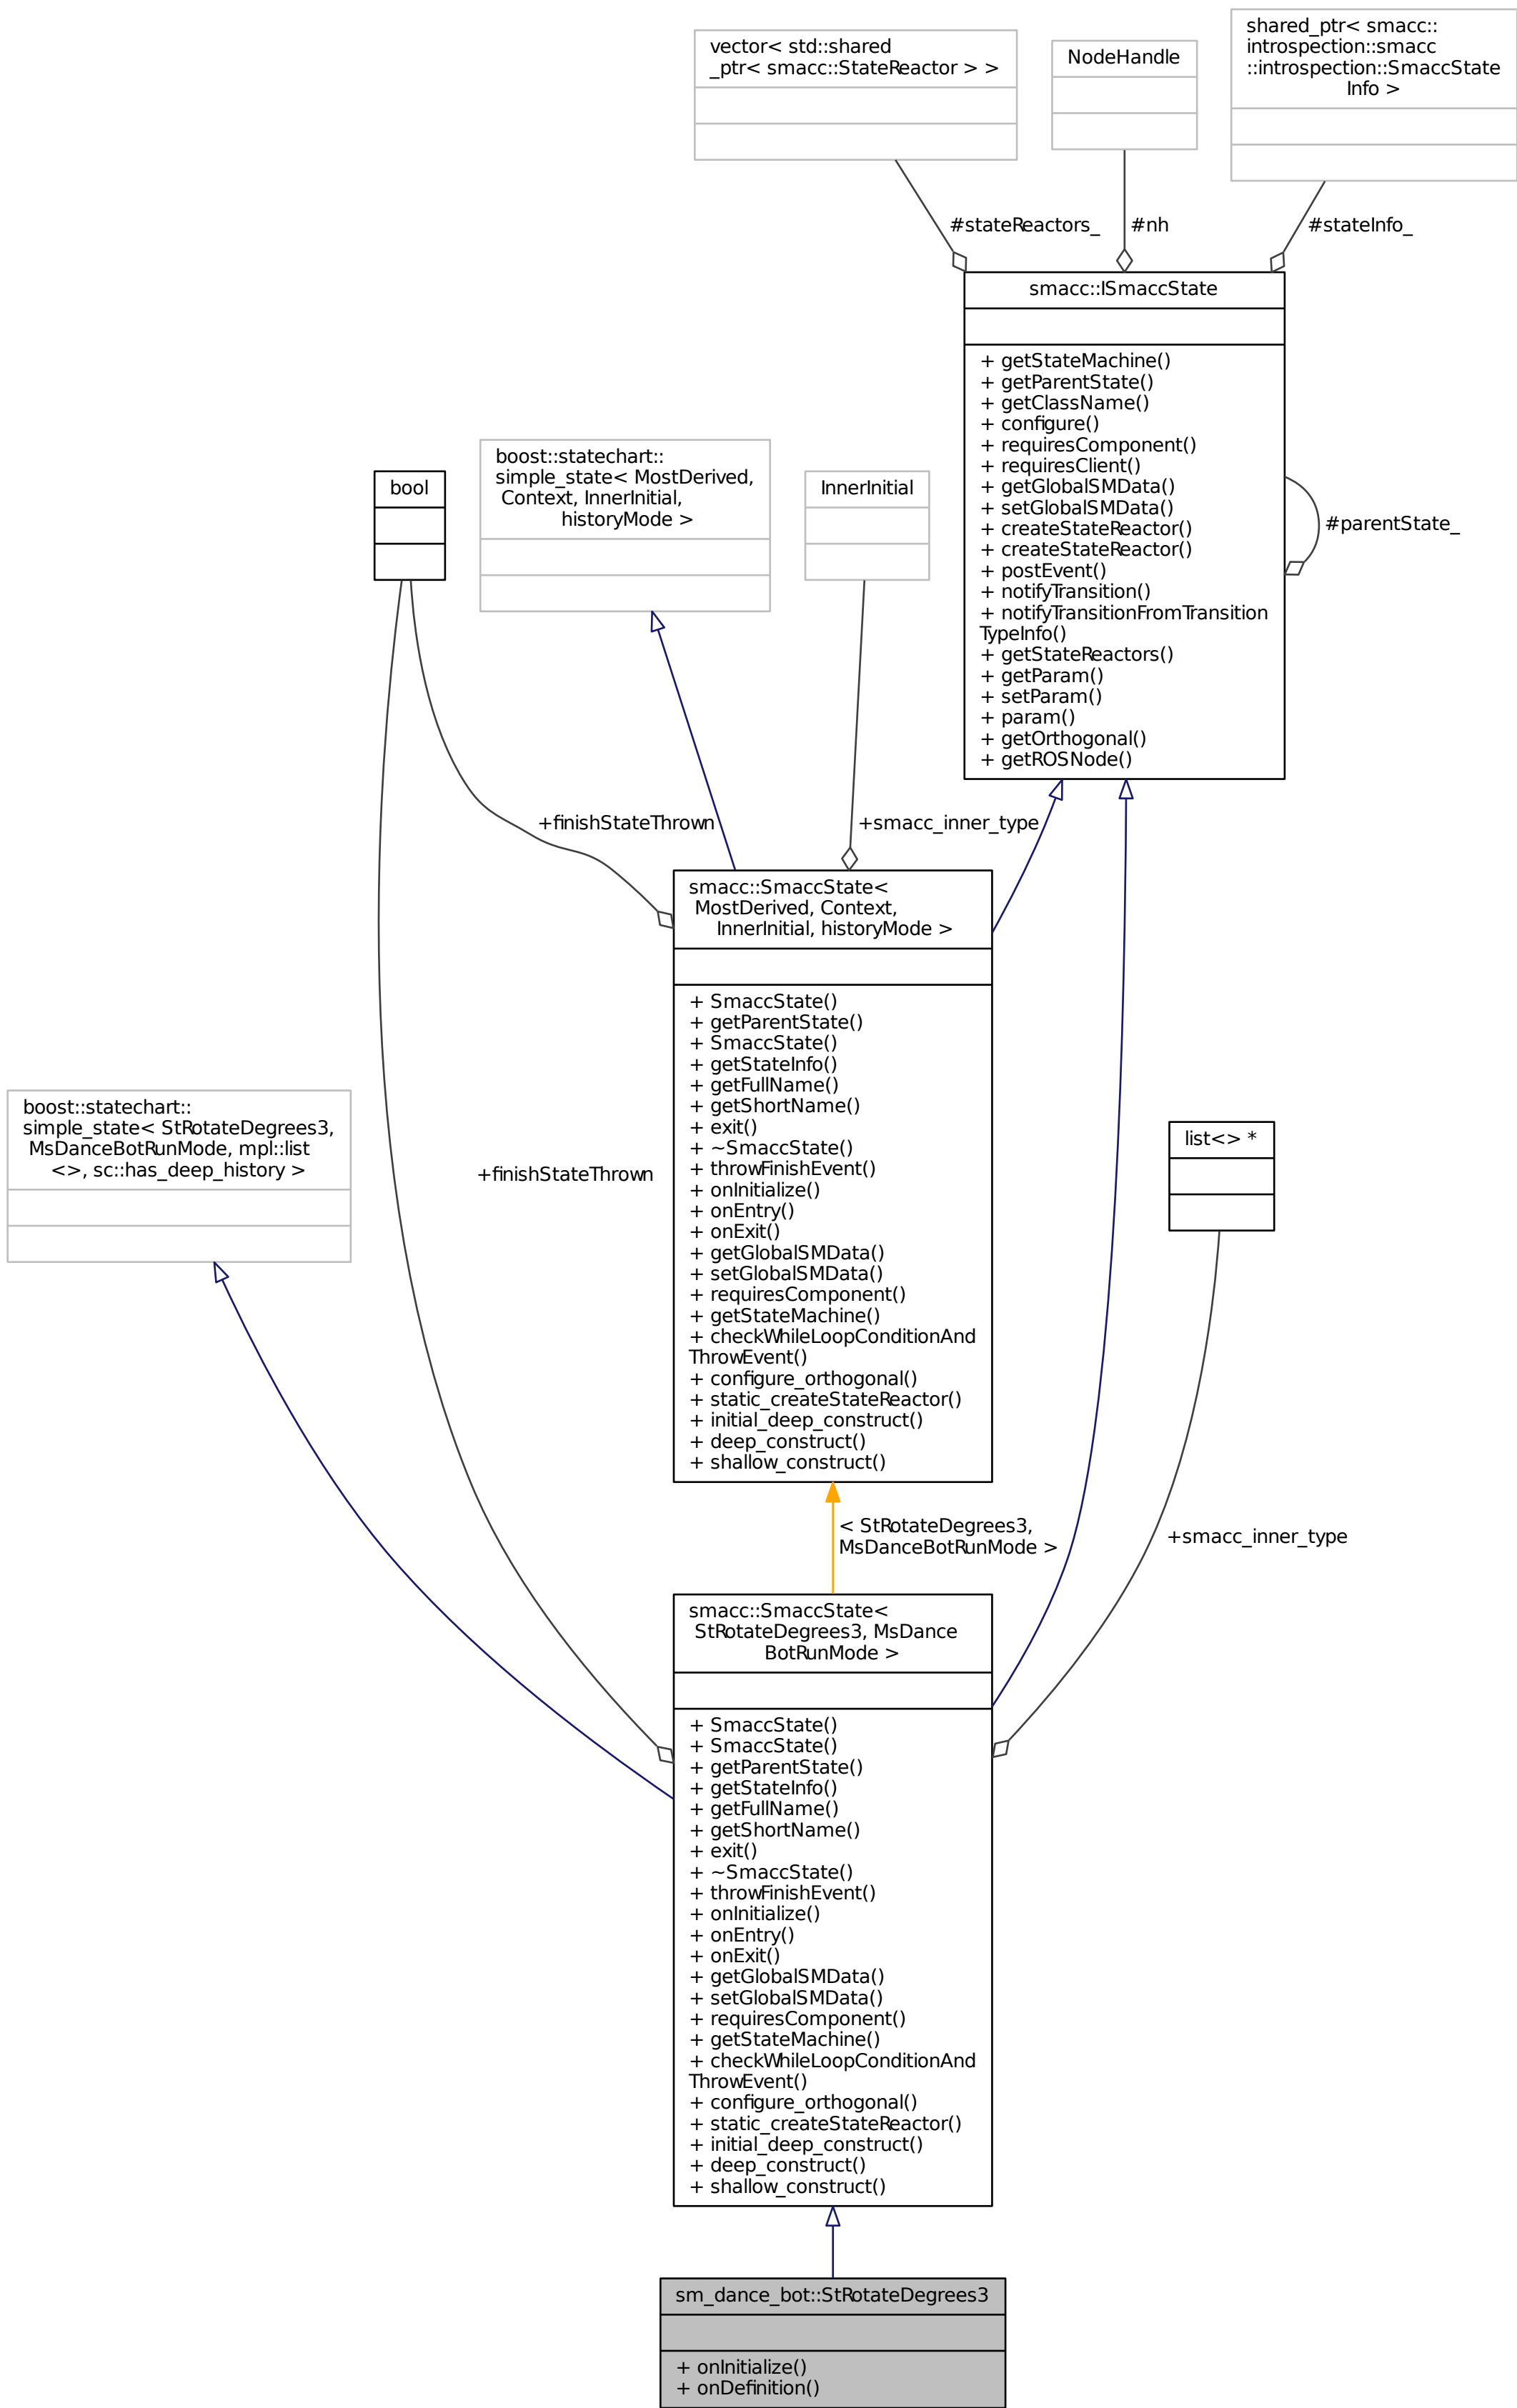 vector< std::shared
_ptr< smacc::StateReactor > >
NodeHandle
shared_ptr< smacc::
introspection::smacc
::introspection::SmaccState
Info >
#stateReactors_
#nh
#stateInfo_
smacc::ISmaccState
+ getStateMachine()
+ getParentState()
+ getClassName()
+ configure()
+ requiresComponent()
+ requiresClient()
+ getGlobalSMData()
+ setGlobalSMData()
+ createStateReactor()
+ createStateReactor()
+ postEvent()
+ notifyTransition()
+ notifyTransitionFromTransition
TypeInfo()
+ getStateReactors()
+ getParam()
+ setParam()
+ param()
+ getOrthogonal()
+ getROSNode()
#parentState_
bool
boost::statechart::
simple_state< MostDerived,
Context, InnerInitial,
historyMode >
InnerInitial
+finishStateThrown
+smacc_inner_type
smacc::SmaccState<
MostDerived, Context,
InnerInitial, historyMode >
+ SmaccState()
+ getParentState()
+ SmaccState()
+ getStateInfo()
+ getFullName()
+ getShortName()
+ exit()
+ ~SmaccState()
+ throwFinishEvent()
+ onInitialize()
+ onEntry()
+ onExit()
+ getGlobalSMData()
+ setGlobalSMData()
+ requiresComponent()
+ getStateMachine()
+ checkWhileLoopConditionAnd
ThrowEvent()
+ configure_orthogonal()
+ static_createStateReactor()
+ initial_deep_construct()
+ deep_construct()
+ shallow_construct()
boost::statechart::
simple_state< StRotateDegrees3,
MsDanceBotRunMode, mpl::list
<>, sc::has_deep_history >
+finishStateThrown
list<> *
< StRotateDegrees3,
MsDanceBotRunMode >
+smacc_inner_type
smacc::SmaccState<
StRotateDegrees3, MsDance
BotRunMode >
+ SmaccState()
+ SmaccState()
+ getParentState()
+ getStateInfo()
+ getFullName()
+ getShortName()
+ exit()
+ ~SmaccState()
+ throwFinishEvent()
+ onInitialize()
+ onEntry()
+ onExit()
+ getGlobalSMData()
+ setGlobalSMData()
+ requiresComponent()
+ getStateMachine()
+ checkWhileLoopConditionAnd
ThrowEvent()
+ configure_orthogonal()
+ static_createStateReactor()
+ initial_deep_construct()
+ deep_construct()
+ shallow_construct()
sm_dance_bot::StRotateDegrees3
+ onInitialize()
+ onDefinition()